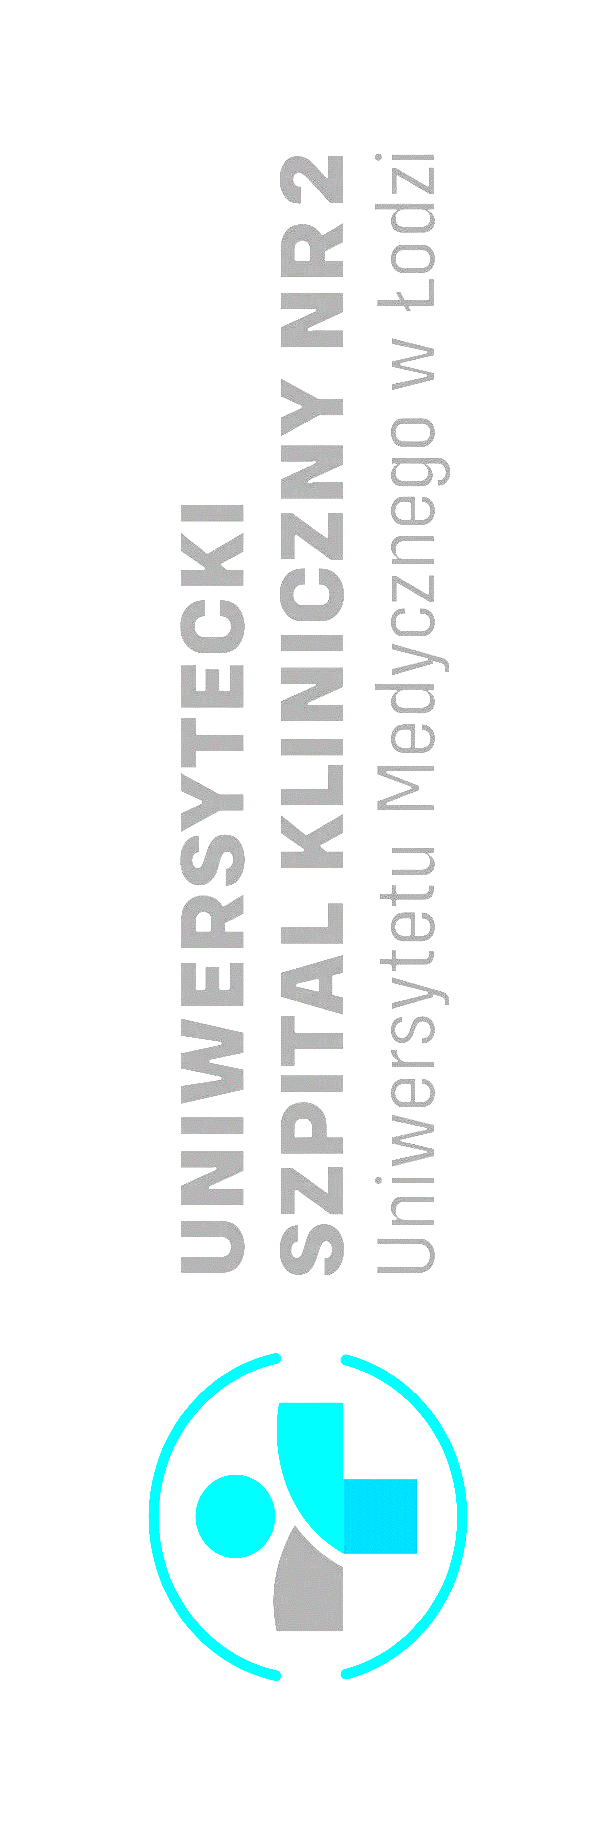 UNIWERSYTECKI
SZPITAL KLINICZNY NR 2
Uniwersytetu Medycznego w Łodzi